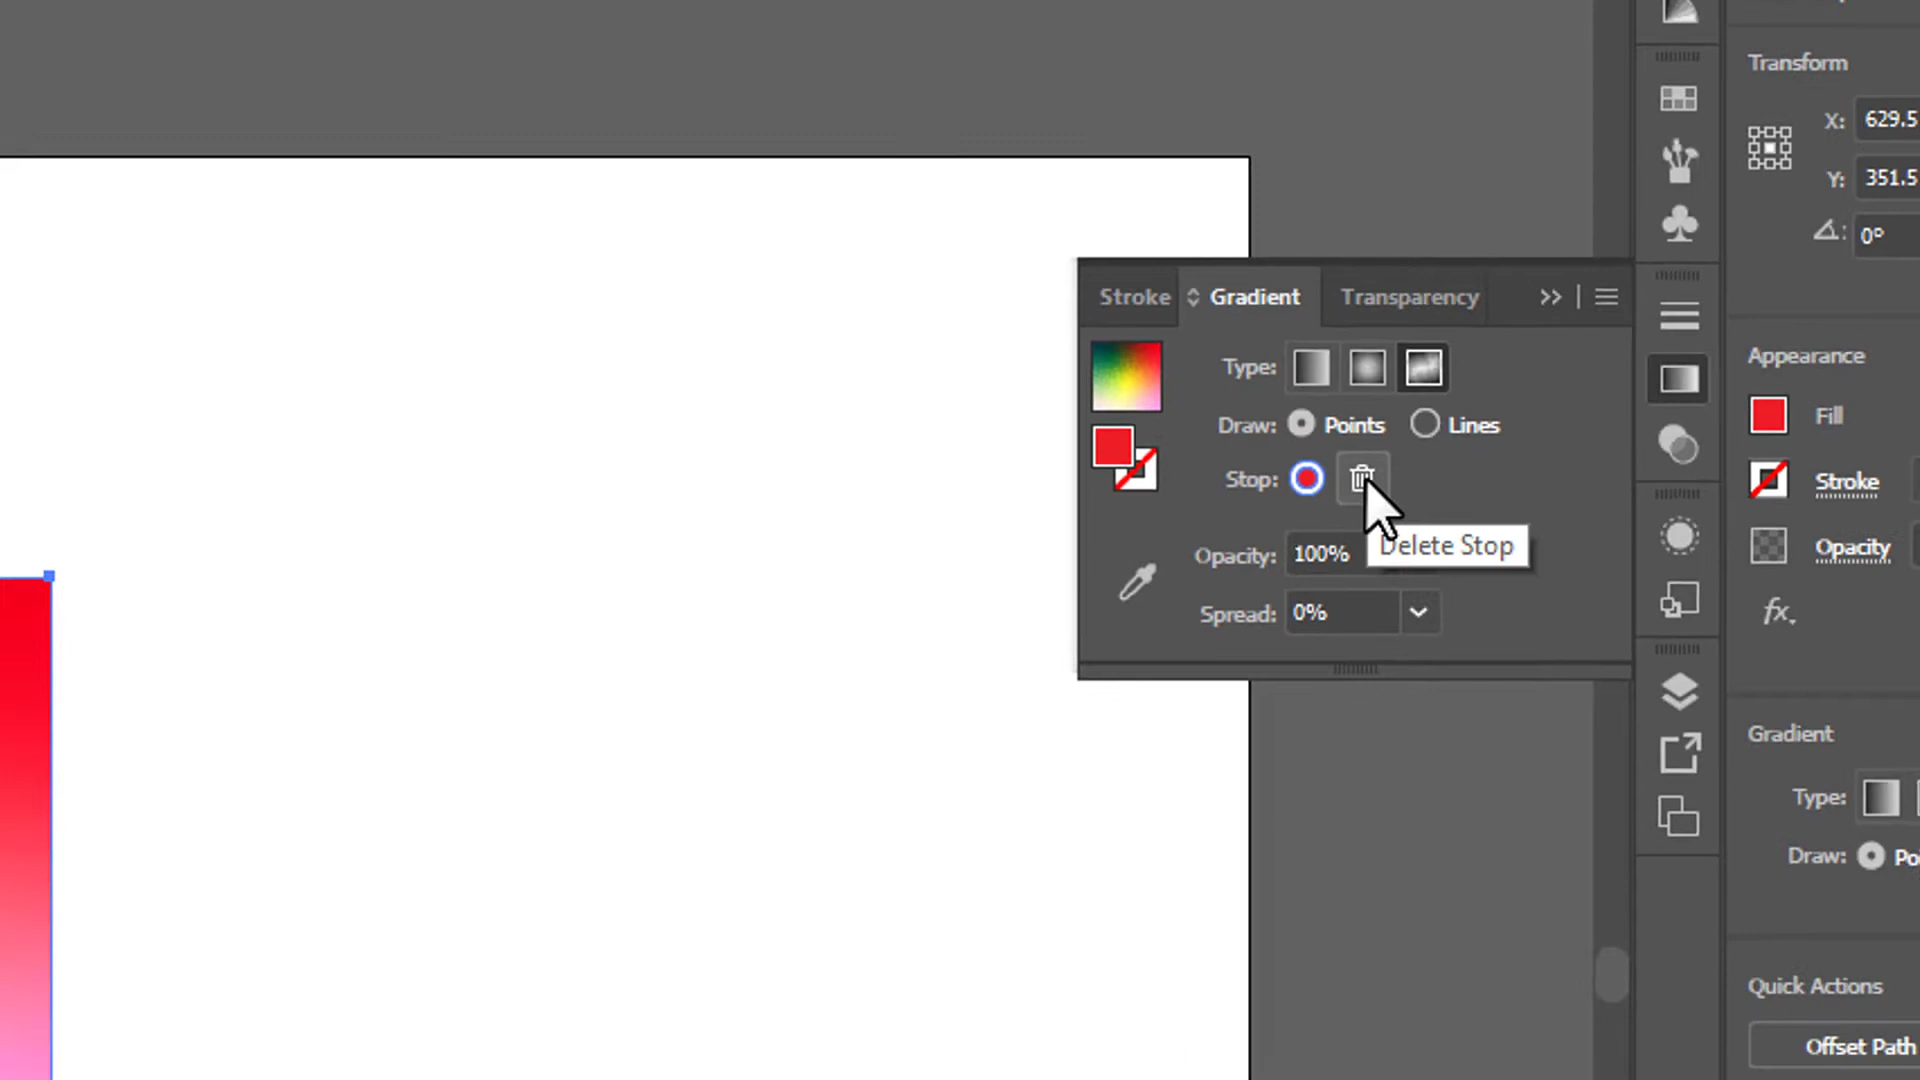 Transform
X: 629.5
Y: 351.5
0°
Stroke Gradient Transparency
Type:
Draw: Points Lines
Stop:
Delete Stop
Opacity: 100%
Spread: 0%
Appearance
Fill
Stroke
Opacity
fx.
Gradient
Type:
Draw:
Quick Actions
Offset Path